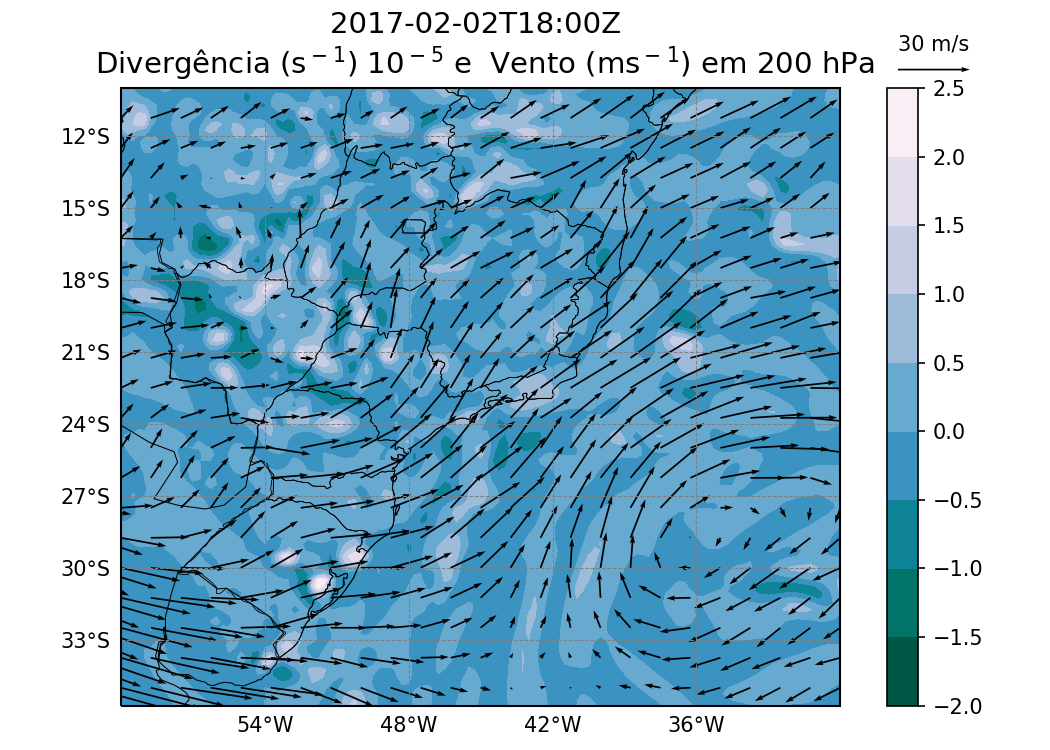 2017-02-02T18:00Z
Divergência (s⁻¹) 10⁻⁵ e Vento (ms⁻¹) em 200 hPa
30 m/s
12°S
15°S
18°S
21°S
24°S
27°S
30°S
33°S
54°W 48°W 42°W 36°W
2.5
2.0
1.5
1.0
0.5
0.0
−0.5
−1.0
−1.5
−2.0